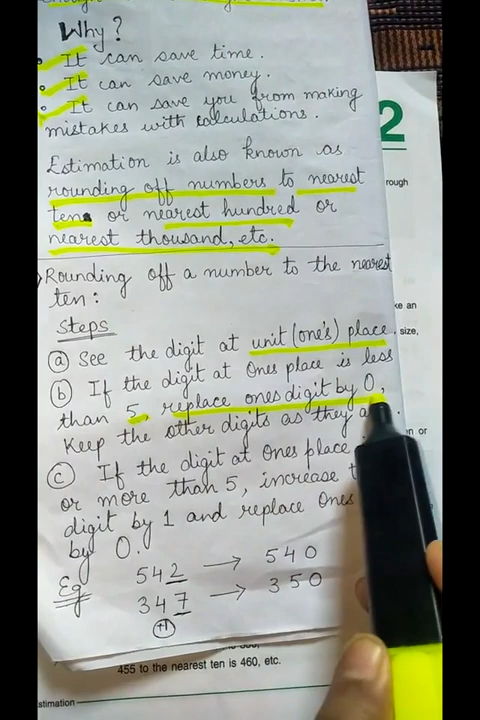 Why?
• It can save time.
• It can save money.
• It can save you from making
mistakes with calculations.
Estimation is also known as
rounding off numbers to nearest
ten or nearest hundred or
nearest thousand, etc.
Rounding off a number to the nearest
ten:
Steps
(a) See the digit at unit (one's) place.
(b) If the digit at Ones place is less
than 5, replace ones digit by 0,
Keep the other digits as they
(c) If the digit at Ones place
or more than 5, increase
digit by 1 and replace Ones
by 0.
Eg 542 → 540
347 → 350
+1
2
rough
ke an
size,
en or
455 to the nearest ten is 460, etc.
stimation